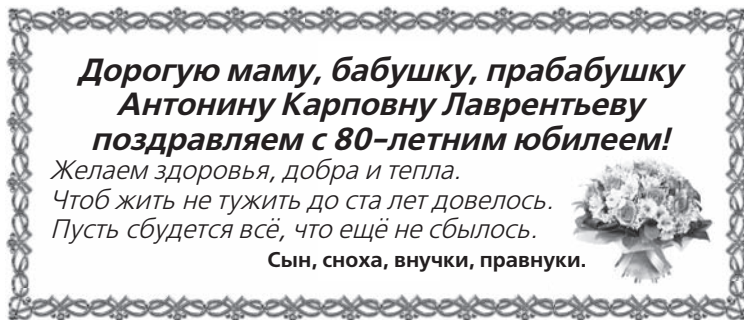 Дорогую маму, бабушку, прабабушку
Антонину Карповну Лаврентьеву
поздравляем с 80-летним юбилеем!
Желаем здоровья, добра и тепла.
Чтоб жить не тужить до ста лет довелось.
Пусть сбудется всё, что ещё не сбылось.
Сын, сноха, внучки, правнуки.